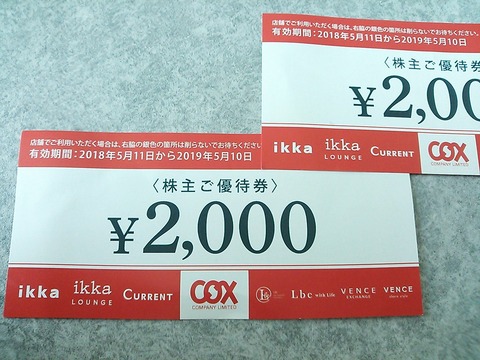 店舗でご利用いただく場合は、右脇の銀色の箇所は削らないでお持ちください。
有効期間：2018年5月11日から2019年5月10日
〈株主ご優待券
¥2,00
ikka ikka LOUNGE CURRENT COX COMPANY LIMITED
店舗でご利用いただく場合は、右脇の銀色の箇所は削らないでお持ちくださ
有効期間：2018年5月11日から2019年5月10日
〈株主ご優待券〉
¥2,000
ikka ikka LOUNGE CURRENT COX COMPANY LIMITED Lbc with Life VENCE EXCHANGE VENCE